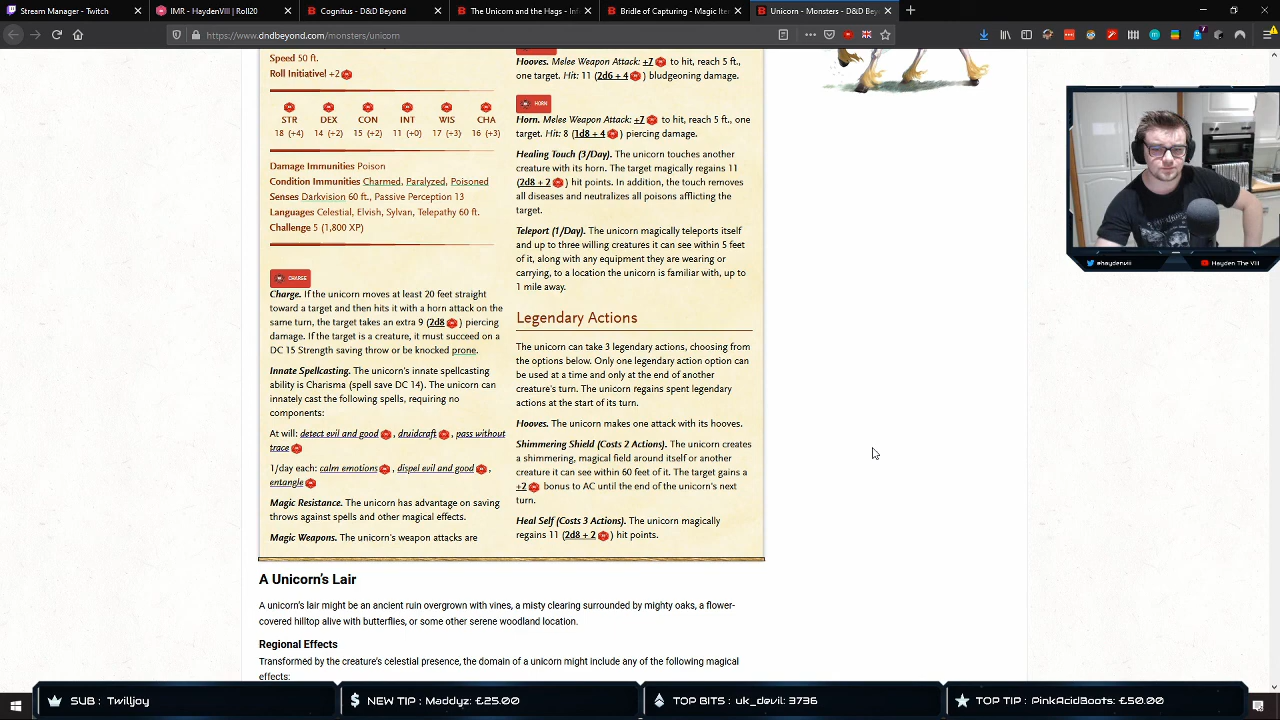 Stream Manager - Twitch
IMR - HaydenVIII | Roll20
Cognitus - D&D Beyond
The Unicorn and the Hags - Inf
Bridle of Capturing - Magic Ite
Unicorn - Monsters - D&D Bey
https://www.dndbeyond.com/monsters/unicorn
Speed 50 ft.
Roll Initiative! +2
STR DEX CON INT WIS CHA
18 (+4) 14 (+2) 15 (+2) 11 (+0) 17 (+3) 16 (+3)
Damage Immunities Poison
Condition Immunities Charmed, Paralyzed, Poisoned
Senses Darkvision 60 ft., Passive Perception 13
Languages Celestial, Elvish, Sylvan, Telepathy 60 ft.
Challenge 5 (1,800 XP)
CHARGE
Charge. If the unicorn moves at least 20 feet straight
toward a target and then hits it with a horn attack on the
same turn, the target takes an extra 9 (2d8) piercing
damage. If the target is a creature, it must succeed on a
DC 15 Strength saving throw or be knocked prone.
Innate Spellcasting. The unicorn's innate spellcasting
ability is Charisma (spell save DC 14). The unicorn can
innately cast the following spells, requiring no
components:
At will: detect evil and good, druidcraft, pass without
trace
1/day each: calm emotions, dispel evil and good,
entangle
Magic Resistance. The unicorn has advantage on saving
throws against spells and other magical effects.
Magic Weapons. The unicorn's weapon attacks are
Hooves. Melee Weapon Attack: +7 to hit, reach 5 ft.,
one target. Hit: 11 (2d6 + 4) bludgeoning damage.
HORN
Horn. Melee Weapon Attack: +7 to hit, reach 5 ft., one
target. Hit: 8 (1d8 + 4) piercing damage.
Healing Touch (3/Day). The unicorn touches another
creature with its horn. The target magically regains 11
(2d8 + 2) hit points. In addition, the touch removes
all diseases and neutralizes all poisons afflicting the
target.
Teleport (1/Day). The unicorn magically teleports itself
and up to three willing creatures it can see within 5 feet
of it, along with any equipment they are wearing or
carrying, to a location the unicorn is familiar with, up to
1 mile away.
Legendary Actions
The unicorn can take 3 legendary actions, choosing from
the options below. Only one legendary action option can
be used at a time and only at the end of another
creature's turn. The unicorn regains spent legendary
actions at the start of its turn.
Hooves. The unicorn makes one attack with its hooves.
Shimmering Shield (Costs 2 Actions). The unicorn creates
a shimmering, magical field around itself or another
creature it can see within 60 feet of it. The target gains a
+2 bonus to AC until the end of the unicorn's next
turn.
Heal Self (Costs 3 Actions). The unicorn magically
regains 11 (2d8 + 2) hit points.
A Unicorn's Lair
A unicorn's lair might be an ancient ruin overgrown with vines, a misty clearing surrounded by mighty oaks, a flower-
covered hilltop alive with butterflies, or some other serene woodland location.
Regional Effects
Transformed by the creature's celestial presence, the domain of a unicorn might include any of the following magical
effects:
@haydenviii
Hayden The VIII
SUB : Twilljoy
NEW TIP : Maddyz: £25.00
TOP BITS : uk_devil: 3736
TOP TIP : PinkAcidBoots: £50.00